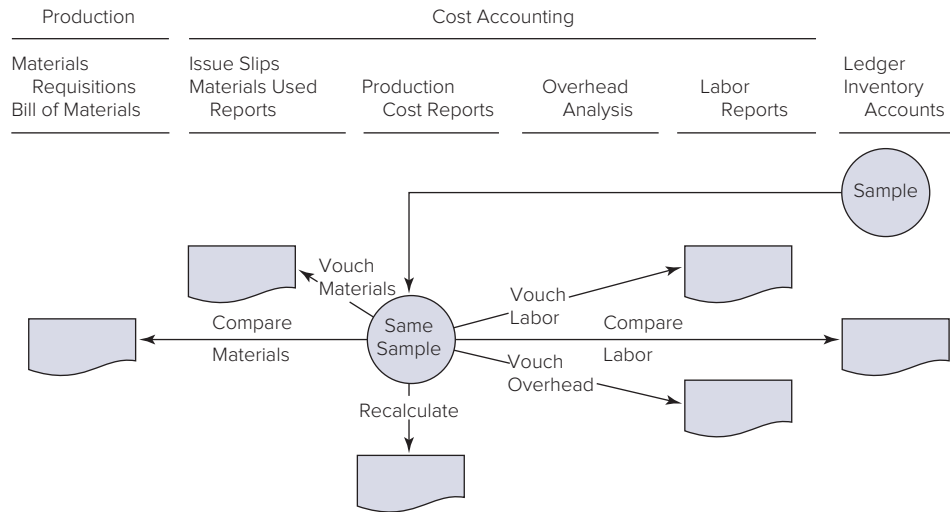 Production
Cost Accounting
Materials
Requisitions
Bill of Materials
Issue Slips
Materials Used
Reports
Production
Cost Reports
Overhead
Analysis
Labor
Reports
Ledger
Inventory
Accounts
Sample
Vouch
Materials
Vouch
Labor
Compare
Materials
Same
Sample
Compare
Labor
Vouch
Overhead
Recalculate